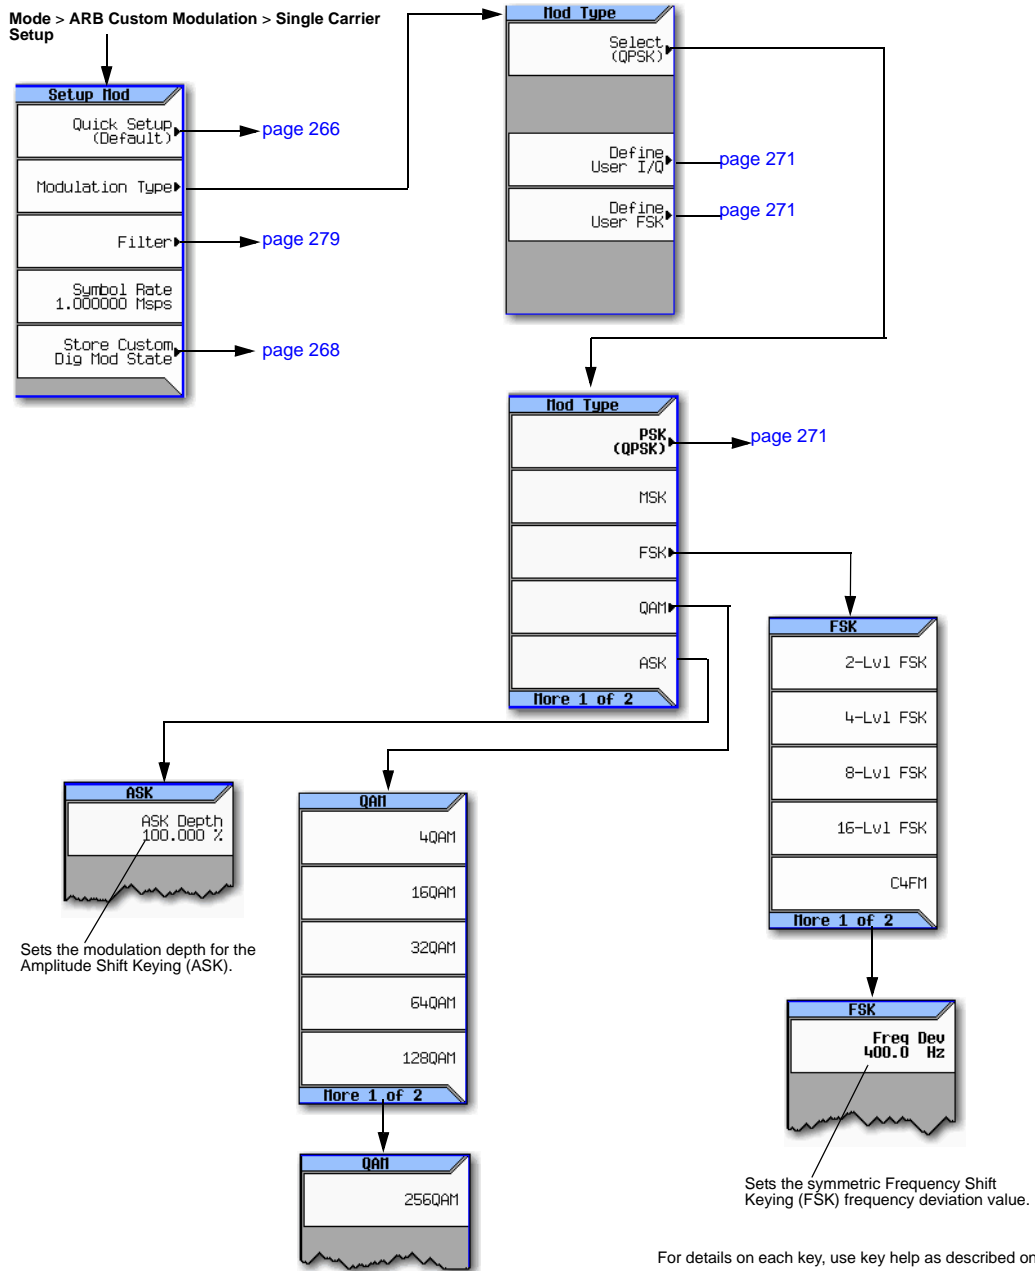 Mode > ARB Custom Modulation > Single Carrier
Setup
Setup Mod
Quick Setup
(Default)
page 266
Modulation Type
Filter
page 279
Symbol Rate
1.000000 Msps
Store Custom
Dig Mod State
page 268
Mod Type
Select
(QPSK)
Define
User I/Q
page 271
Define
User FSK
page 271
Mod Type
PSK
(QPSK)
page 271
MSK
FSK
QAM
ASK
More 1 of 2
FSK
2-Lvl FSK
4-Lvl FSK
8-Lvl FSK
16-Lvl FSK
C4FM
More 1 of 2
ASK
ASK Depth
100.000 %
Sets the modulation depth for the
Amplitude Shift Keying (ASK).
QAM
4QAM
16QAM
32QAM
64QAM
128QAM
More 1 of 2
QAM
256QAM
FSK
Freq Dev
400.0 Hz
Sets the symmetric Frequency Shift
Keying (FSK) frequency deviation value.
For details on each key, use key help as described on